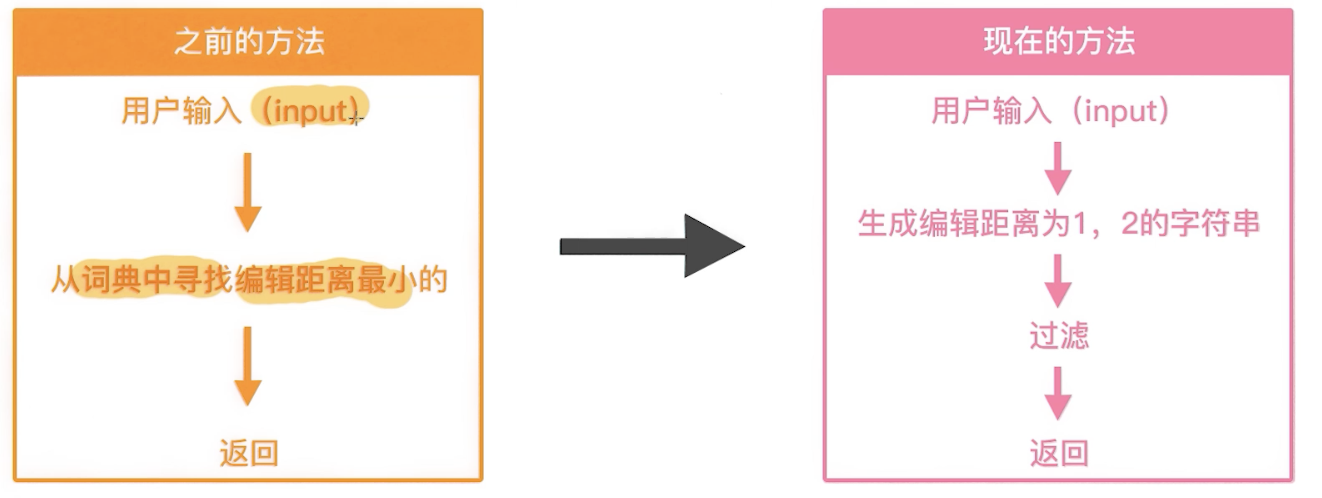 之前的方法
用户输入（input）
从词典中寻找编辑距离最小的
返回
现在的方法
用户输入（input）
生成编辑距离为1，2的字符串
过滤
返回